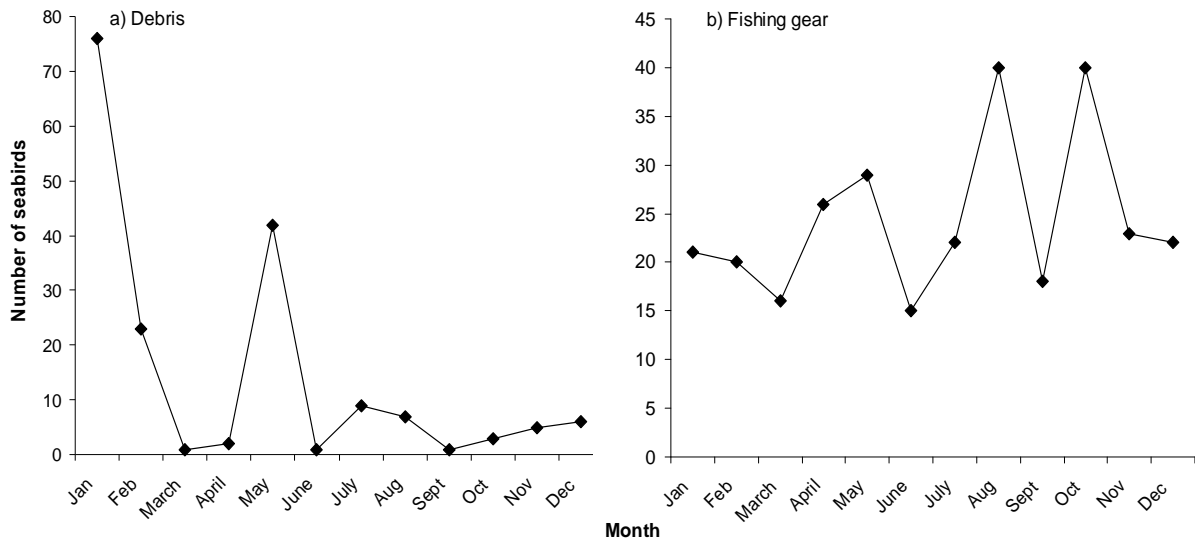 a) Debris
80
70
60
50
40
30
20
10
0
Number of seabirds
Jan
Feb
March
April
May
June
July
Aug
Sept
Oct
Nov
Dec
b) Fishing gear
45
40
35
30
25
20
15
10
5
0
Jan
Feb
March
April
May
June
July
Aug
Sept
Oct
Nov
Dec
Month